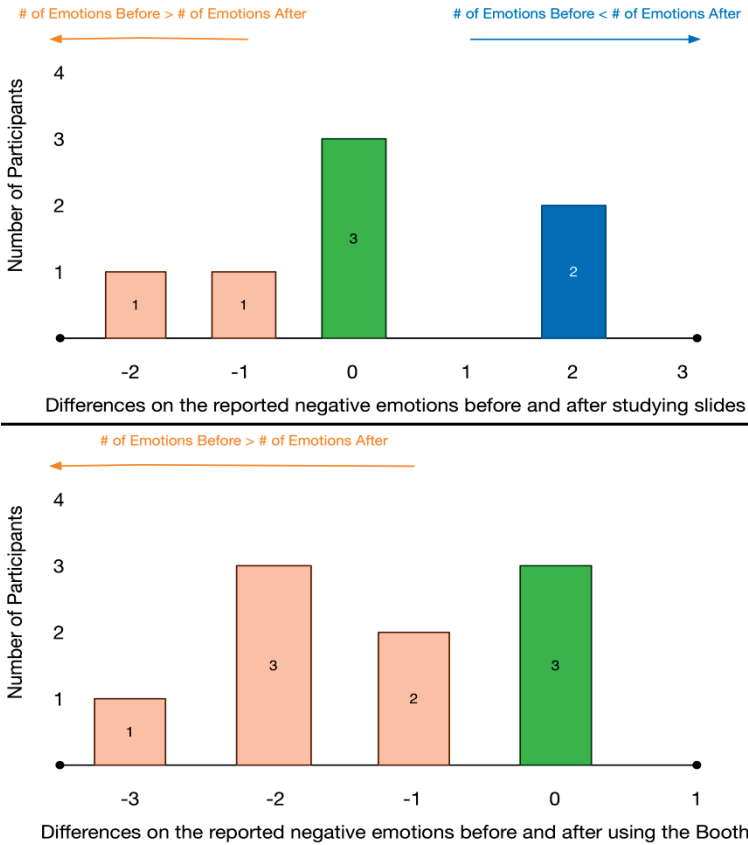 # of Emotions Before > # of Emotions After
# of Emotions Before < # of Emotions After
Number of Participants
4
3
2
1
1
1
3
2
-2 -1 0 1 2 3
Differences on the reported negative emotions before and after studying slides
# of Emotions Before > # of Emotions After
Number of Participants
4
3
2
1
1
3
2
3
-3 -2 -1 0 1
Differences on the reported negative emotions before and after using the Booth